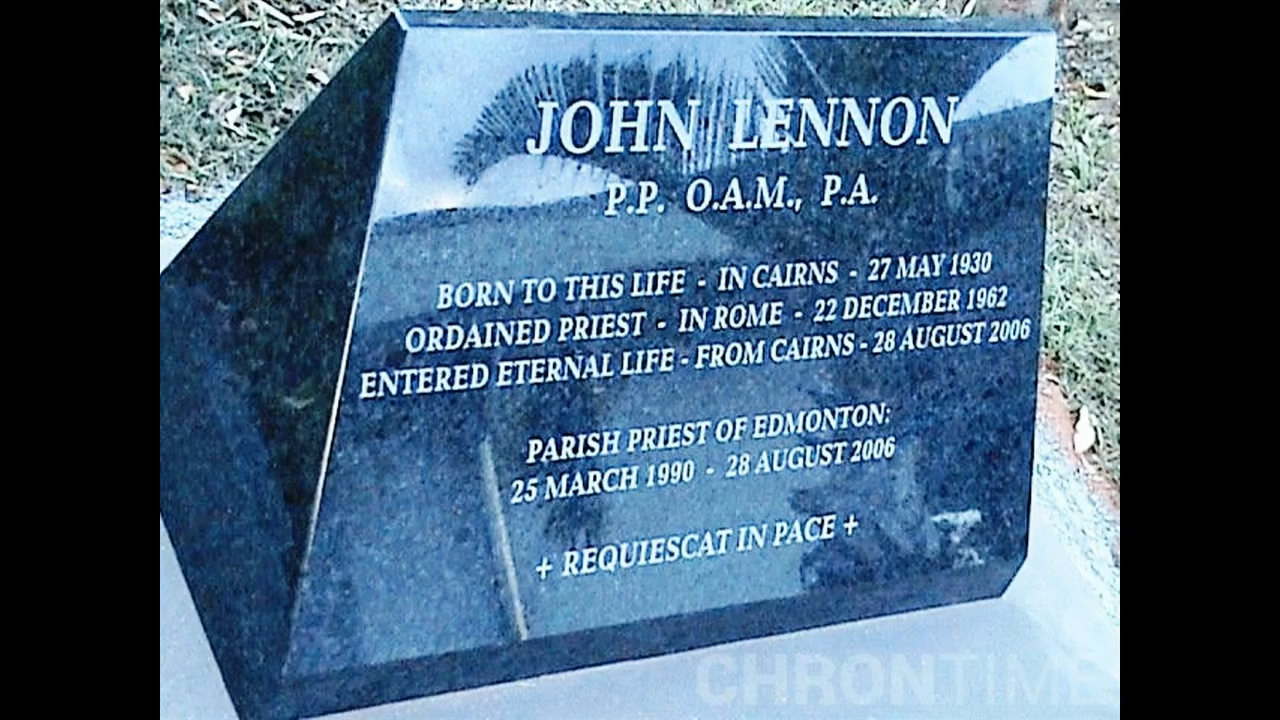 JOHN LENNON
P.P. O.A.M., P.A.
BORN TO THIS LIFE - IN CAIRNS - 27 MAY 1930
ORDAINED PRIEST - IN ROME - 22 DECEMBER 1962
ENTERED ETERNAL LIFE - FROM CAIRNS - 28 AUGUST 2006
PARISH PRIEST OF EDMONTON:
25 MARCH 1990 - 28 AUGUST 2006
+ REQUIESCAT IN PACE +
CHRONTIME